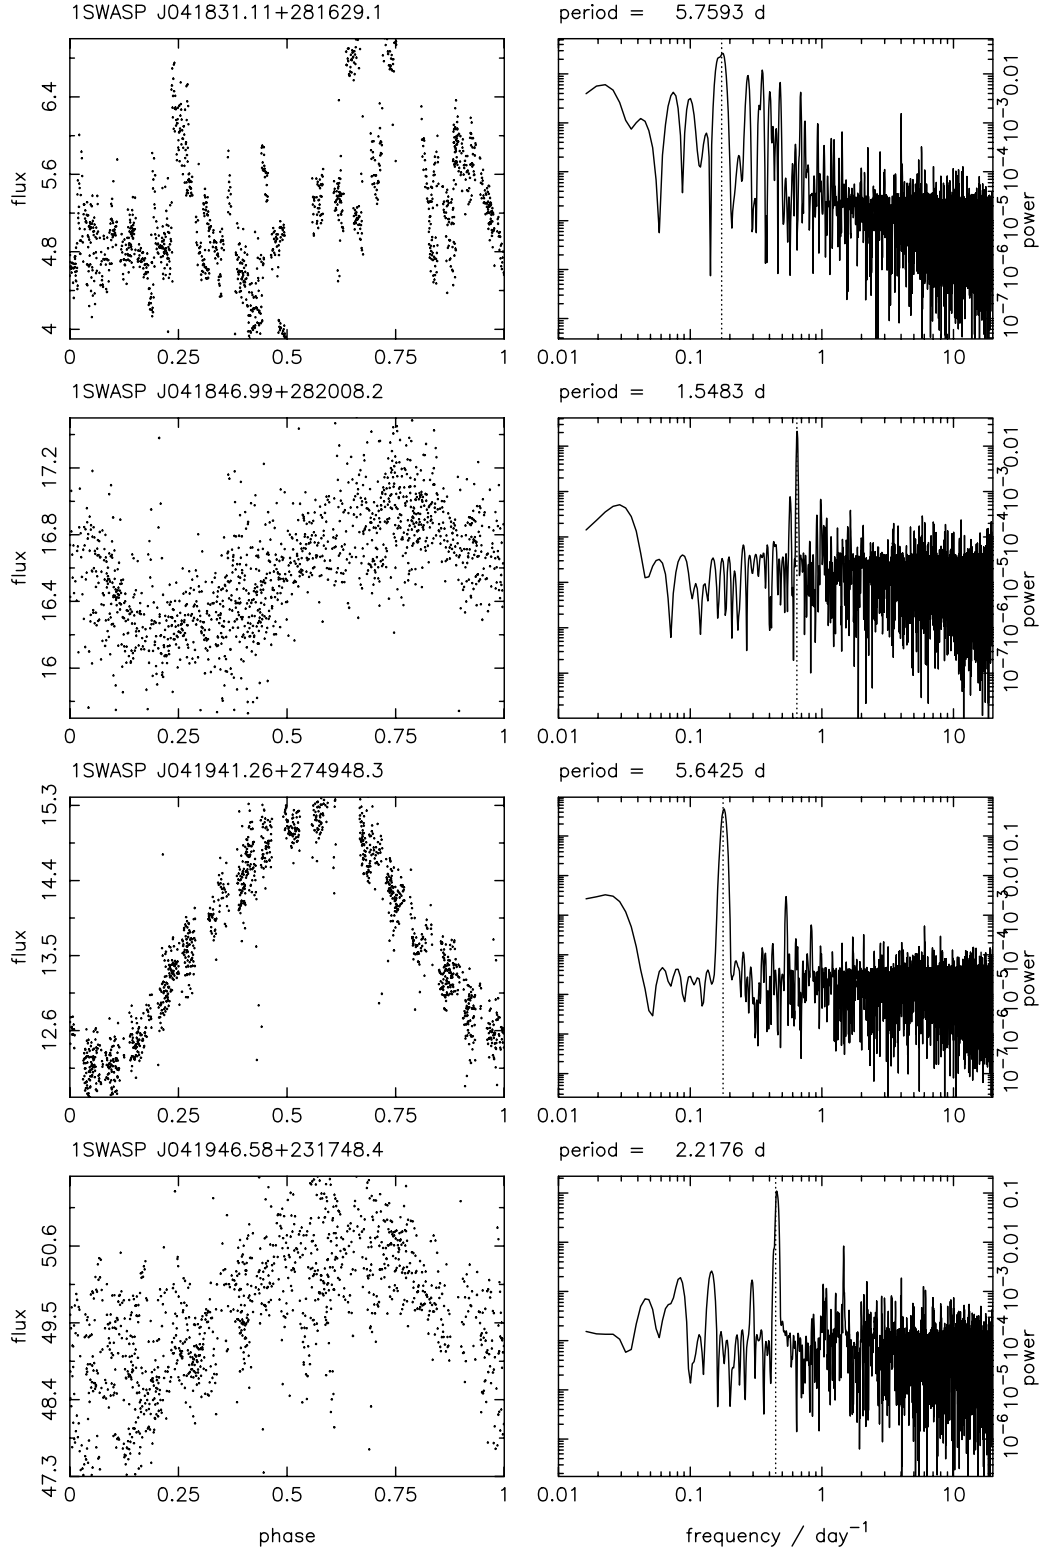 1SWASP J041831.11+281629.1
period = 5.7593 d
flux
6.4
5.6
4.8
4
0 0.25 0.5 0.75 1
0.01
10⁻³
10⁻⁴
10⁻⁵
10⁻⁶
10⁻⁷
power
0.01 0.1 1 10
1SWASP J041846.99+282008.2
period = 1.5483 d
flux
17.2
16.8
16.4
16
0 0.25 0.5 0.75 1
0.01
10⁻³
10⁻⁴
10⁻⁵
10⁻⁶
10⁻⁷
power
0.01 0.1 1 10
1SWASP J041941.26+274948.3
period = 5.6425 d
flux
15.3
14.4
13.5
12.6
0 0.25 0.5 0.75 1
0.1
0.01
10⁻³
10⁻⁴
10⁻⁵
10⁻⁶
10⁻⁷
power
0.01 0.1 1 10
1SWASP J041946.58+231748.4
period = 2.2176 d
flux
50.6
49.5
48.4
47.3
0 0.25 0.5 0.75 1
0.1
0.01
10⁻³
10⁻⁴
10⁻⁵
10⁻⁶
power
0.01 0.1 1 10
phase
frequency / day⁻¹